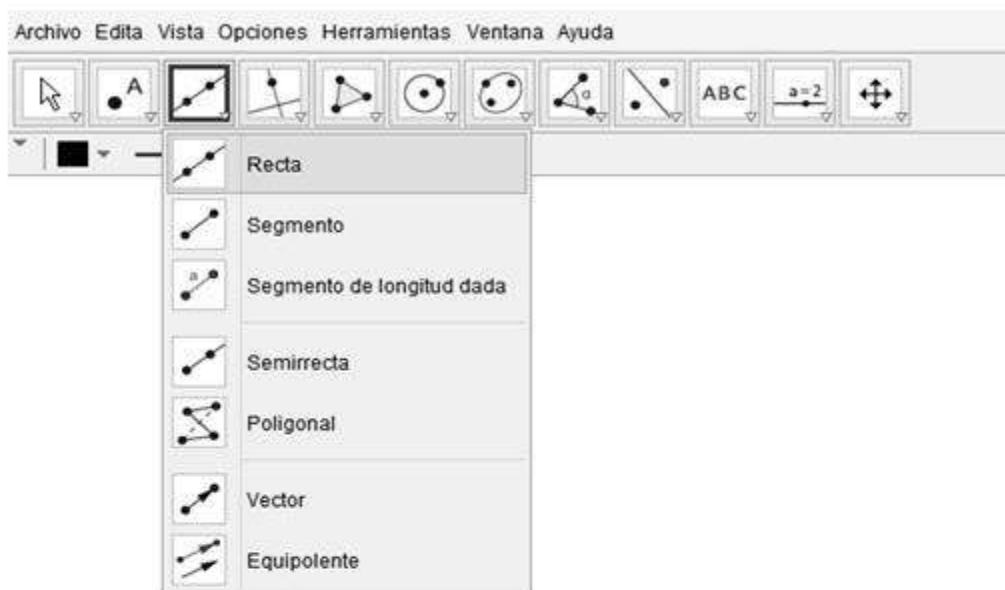 Archivo Edita Vista Opciones Herramientas Ventana Ayuda
A α ABC a=2
Recta
Segmento
a
Segmento de longitud dada
Semirrecta
Poligonal
Vector
Equipolente